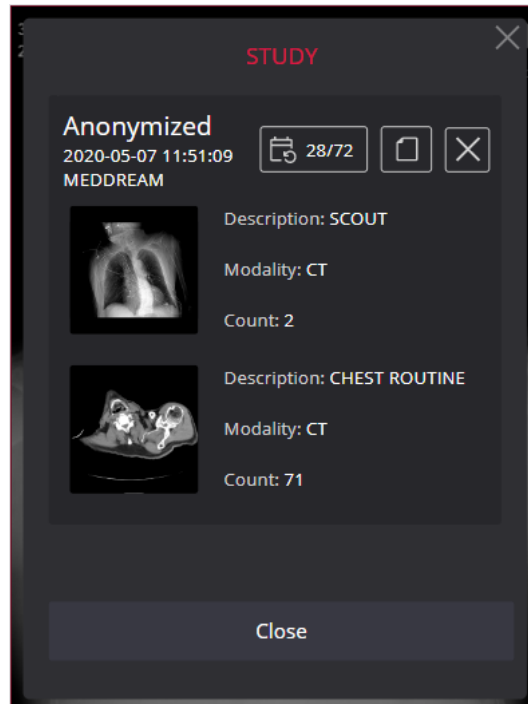 STUDY
Anonymized
2020-05-07 11:51:09
28/72
MEDDREAM
Description: SCOUT
Modality: CT
Count: 2
Description: CHEST ROUTINE
Modality: CT
Count: 71
Close